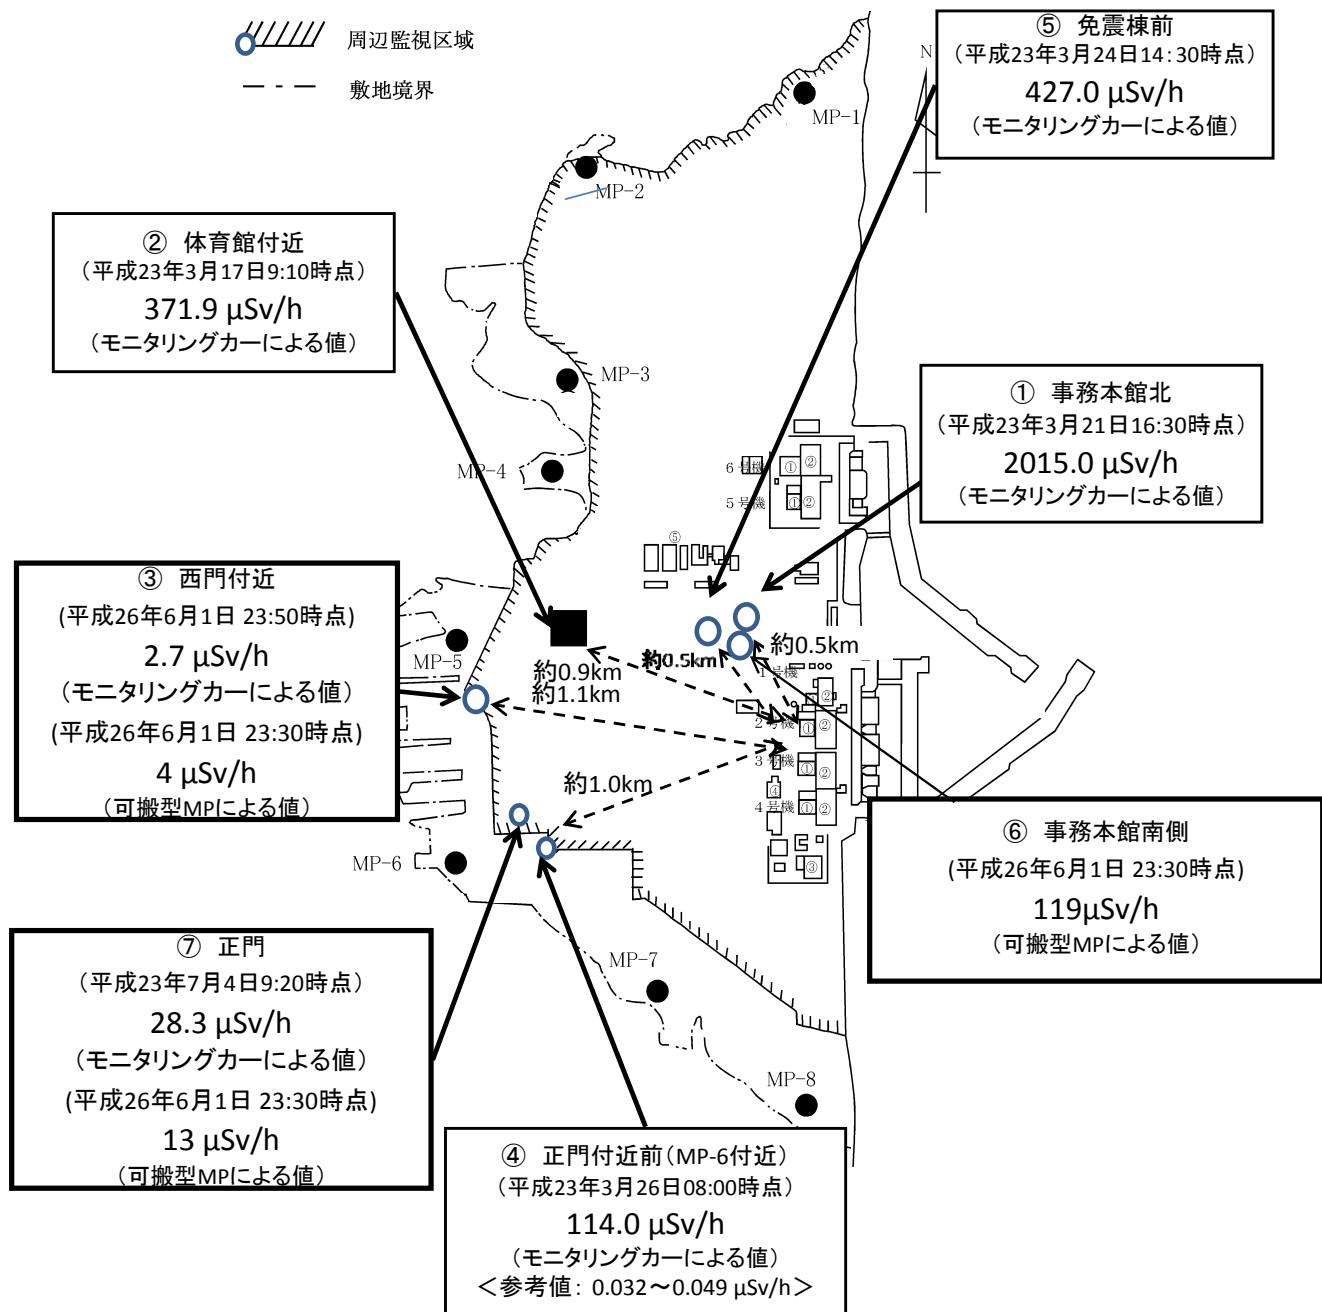 周辺監視区域
敷地境界
⑤ 免震棟前
（平成23年3月24日14：30時点）
427.0 μSv/h
（モニタリングカーによる値）
N
MP-1
MP-2
② 体育館付近
（平成23年3月17日9:10時点）
371.9 μSv/h
（モニタリングカーによる値）
MP-3
MP-4
① 事務本館北
（平成23年3月21日16:30時点）
2015.0 μSv/h
（モニタリングカーによる値）
6号機
① ②
5号機
① ②
⑤
③ 西門付近
(平成26年6月1日 23:50時点)
2.7 μSv/h
（モニタリングカーによる値）
(平成26年6月1日 23:30時点)
4 μSv/h
（可搬型MPによる値）
MP-5
約0.9km
約1.1km
約0.5km
約0.5km
1号機
②
2号機
① ②
3号機
① ②
約1.0km
④
4号機
① ②
③
MP-6
⑥ 事務本館南側
(平成26年6月1日 23:30時点)
119μSv/h
（可搬型MPによる値）
⑦ 正門
（平成23年7月4日9:20時点）
28.3 μSv/h
（モニタリングカーによる値）
(平成26年6月1日 23:30時点)
13 μSv/h
（可搬型MPによる値）
MP-7
MP-8
④ 正門付近前（MP-6付近）
（平成23年3月26日08:00時点）
114.0 μSv/h
（モニタリングカーによる値）
＜参考値： 0.032～0.049 μSv/h＞